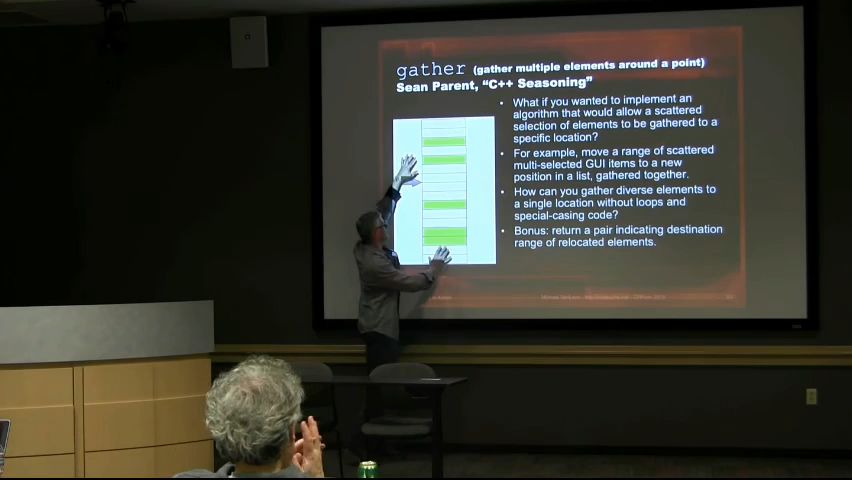 gather (gather multiple elements around a point)
Sean Parent, "C++ Seasoning"
• What if you wanted to implement an
algorithm that would allow a scattered
selection of elements to be gathered to a
specific location?
• For example, move a range of scattered
multi-selected GUI items to a new
position in a list, gathered together.
• How can you gather diverse elements to
a single location without loops and
special-casing code?
• Bonus: return a pair indicating destination
range of relocated elements.